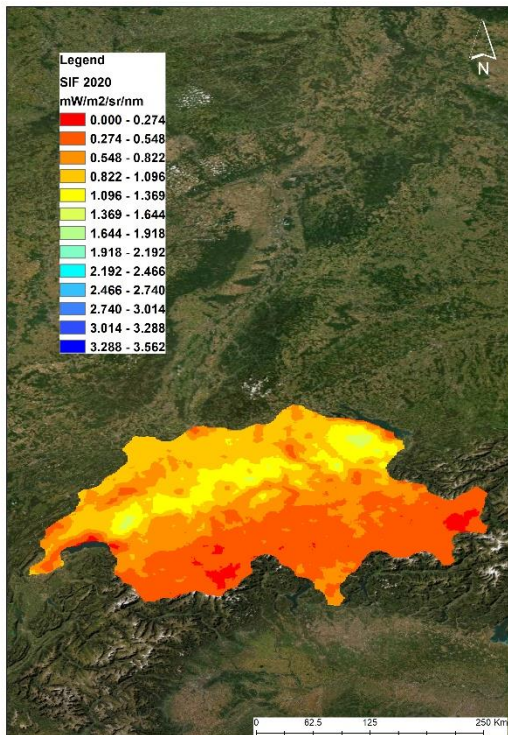 Legend
SIF 2020
mW/m2/sr/nm
0.000 - 0.274
0.274 - 0.548
0.548 - 0.822
0.822 - 1.096
1.096 - 1.369
1.369 - 1.644
1.644 - 1.918
1.918 - 2.192
2.192 - 2.466
2.466 - 2.740
2.740 - 3.014
3.014 - 3.288
3.288 - 3.562
N
0 62.5 125 250 Km